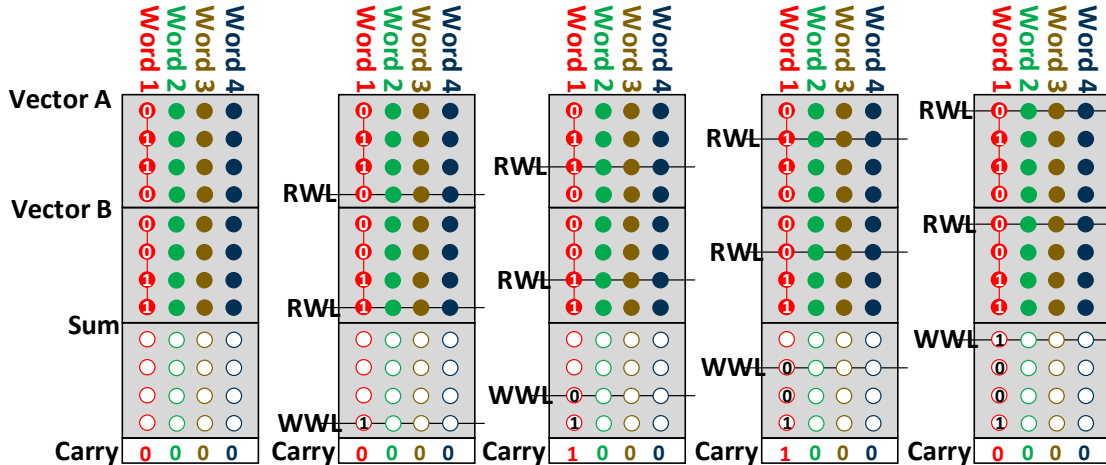 Word 1 Word 2 Word 3 Word 4 Word 1 Word 2 Word 3 Word 4 Word 1 Word 2 Word 3 Word 4 Word 1 Word 2 Word 3 Word 4 Word 1 Word 2 Word 3 Word 4
Vector A 0 0 0 0 RWL 0
1 1 1 RWL 1 1
1 1 RWL 1 1 1
0 RWL 0 0 0 0
Vector B 0 0 0 0 RWL 0
0 0 0 RWL 0 0
1 1 RWL 1 1 1
1 RWL 1 1 1 1
Sum WWL 1
WWL 0 0
WWL 0 0 0
WWL 1 1 1 1
Carry 0 0 0 0 Carry 0 0 0 0 Carry 1 0 0 0 Carry 1 0 0 0 Carry 0 0 0 0